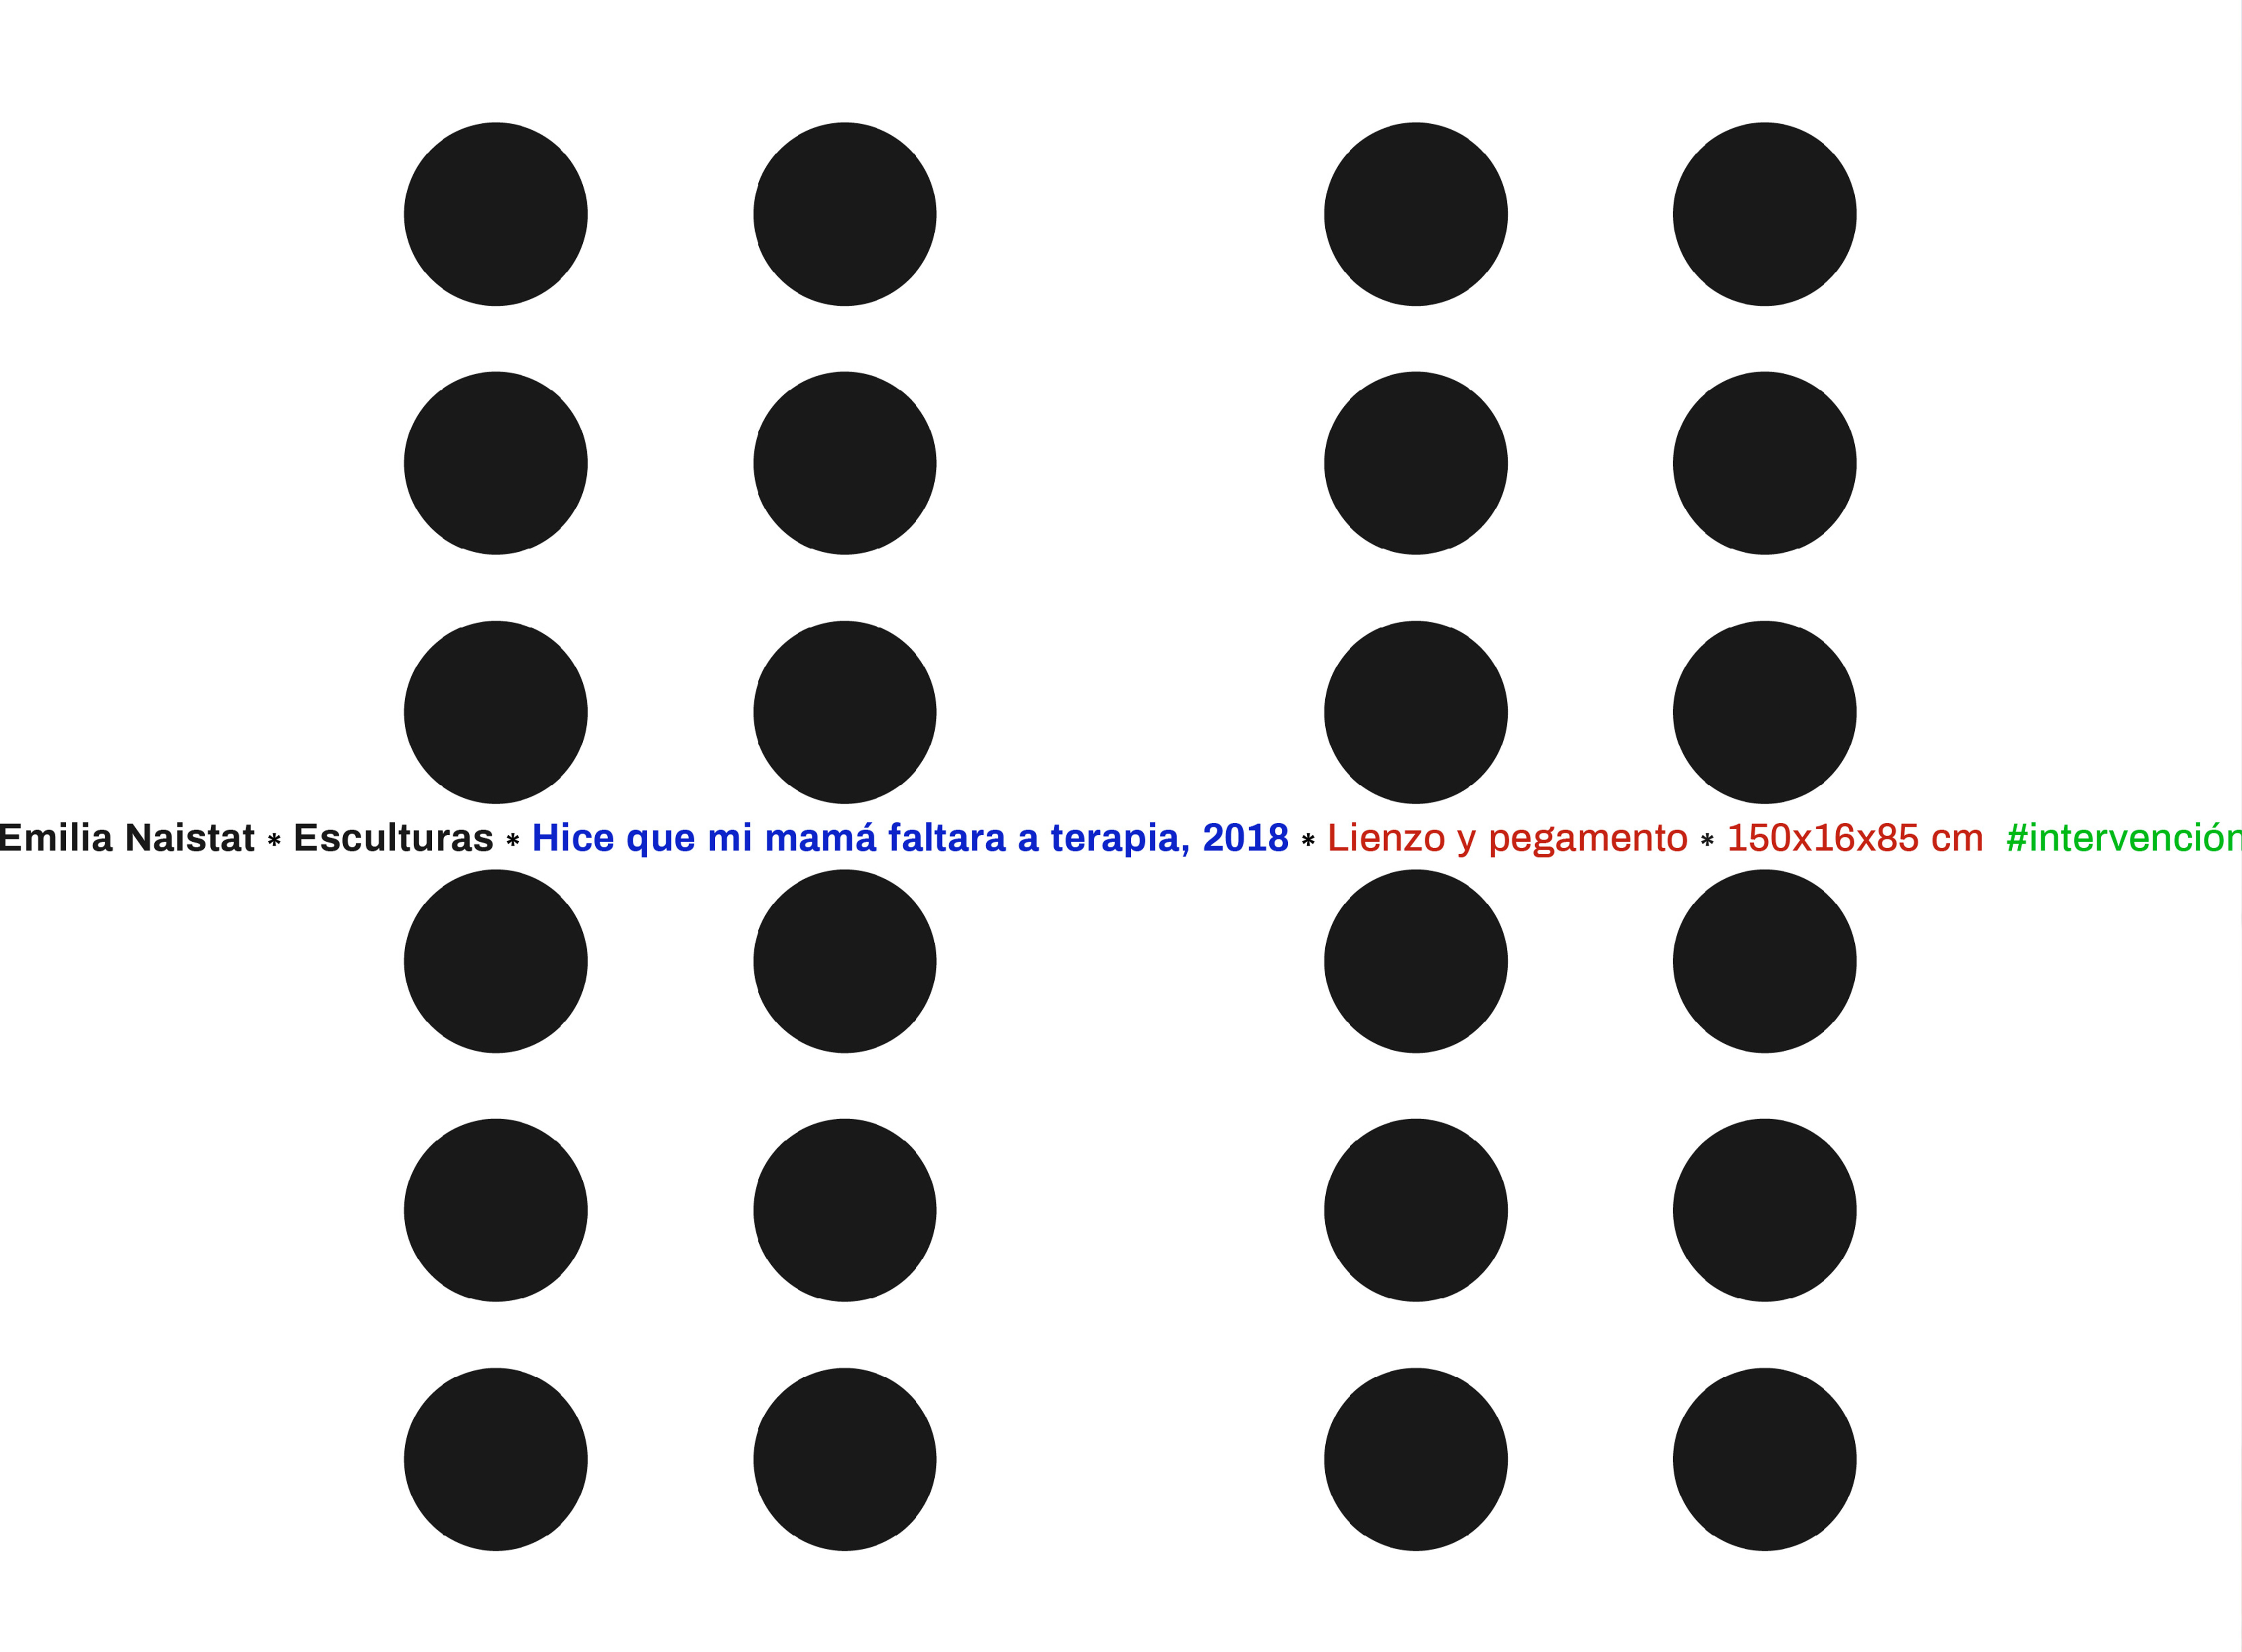 Emilia Naistat * Esculturas * Hice que mi mamá faltara a terapia, 2018 * Lienzo y pegamento * 150x16x85 cm #intervención